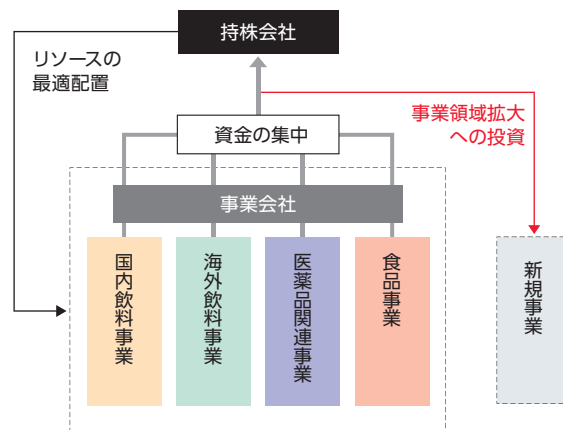 持株会社
リソースの
最適配置
事業領域拡大
への投資
資金の集中
事業会社
国内飲料事業
海外飲料事業
医薬品関連事業
食品事業
新規事業